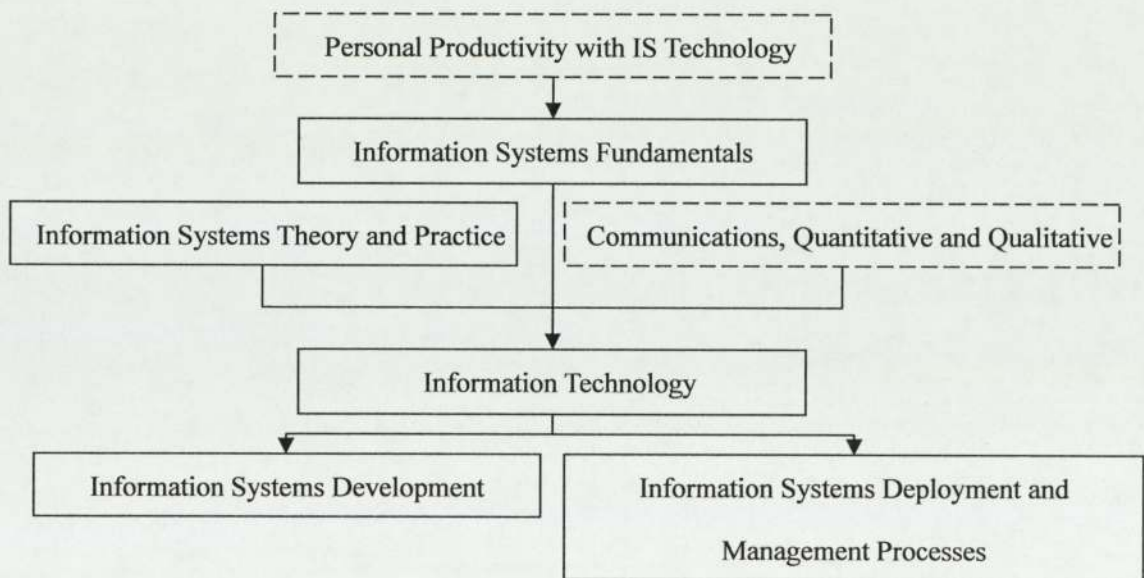 Personal Productivity with IS Technology
Information Systems Fundamentals
Information Systems Theory and Practice
Communications, Quantitative and Qualitative
Information Technology
Information Systems Development
Information Systems Deployment and
Management Processes